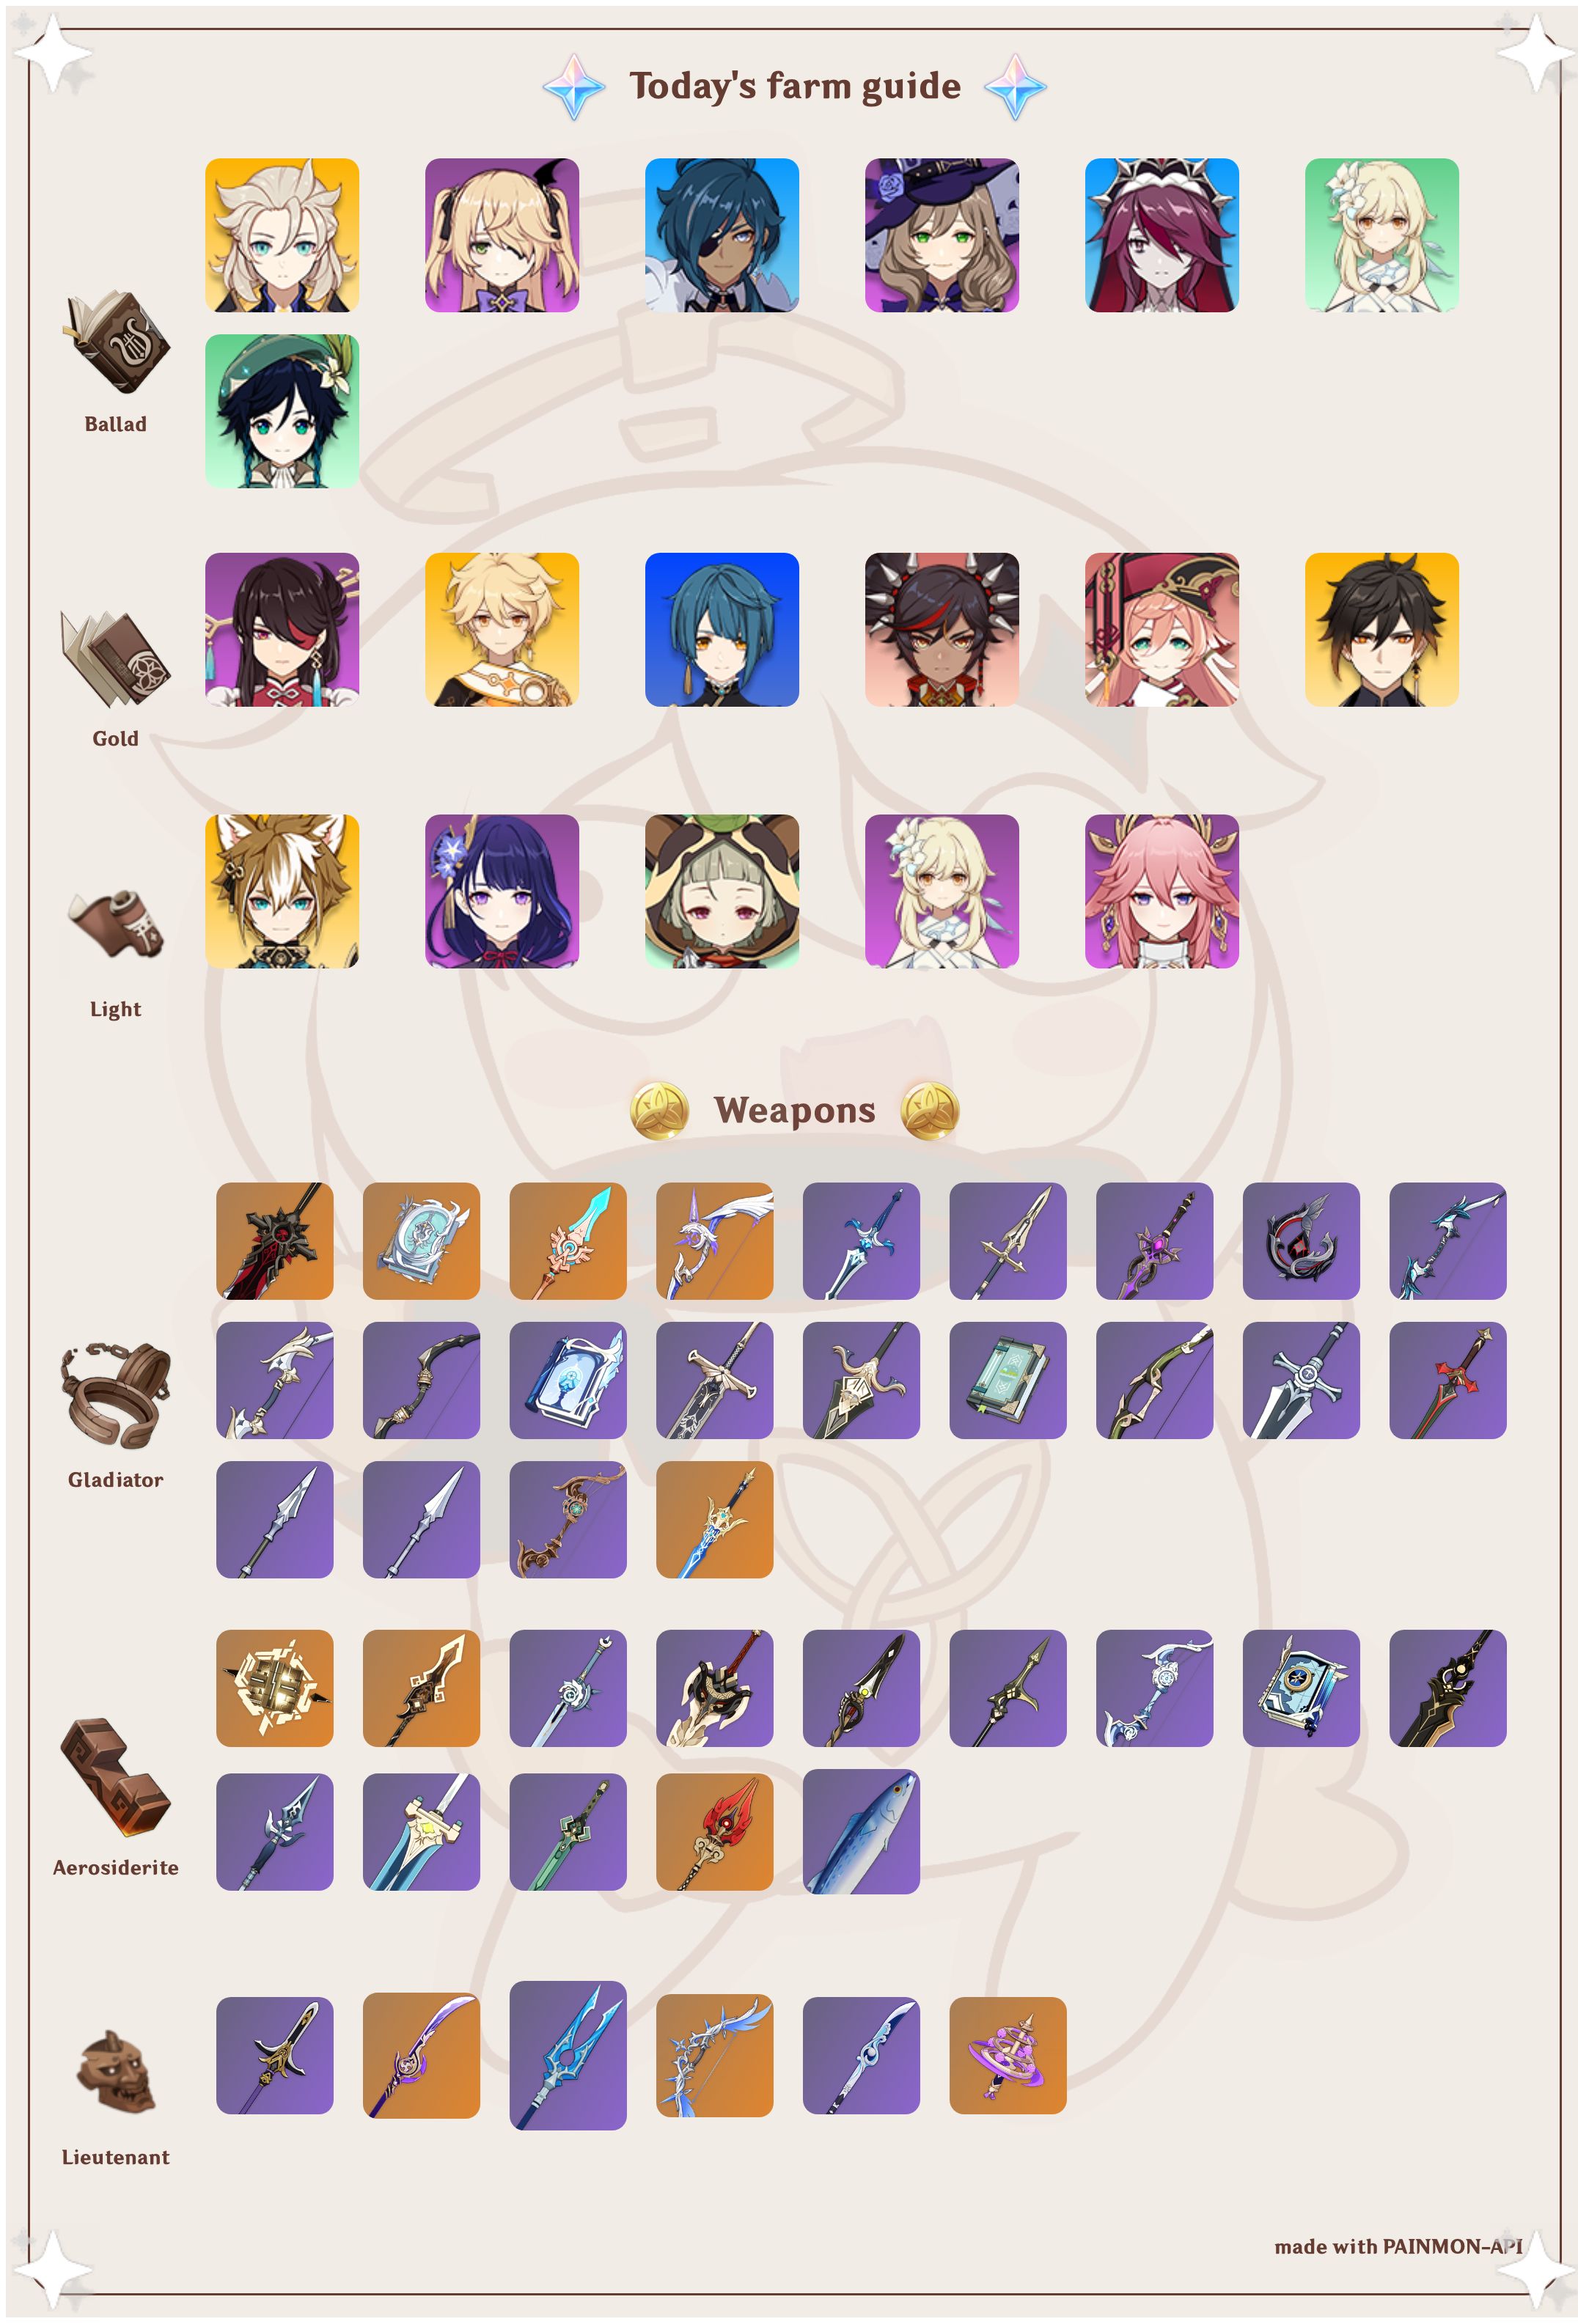 Today's farm guide
Ballad
Gold
Light
Weapons
Gladiator
Aerosiderite
Lieutenant
made with PAINMON-API